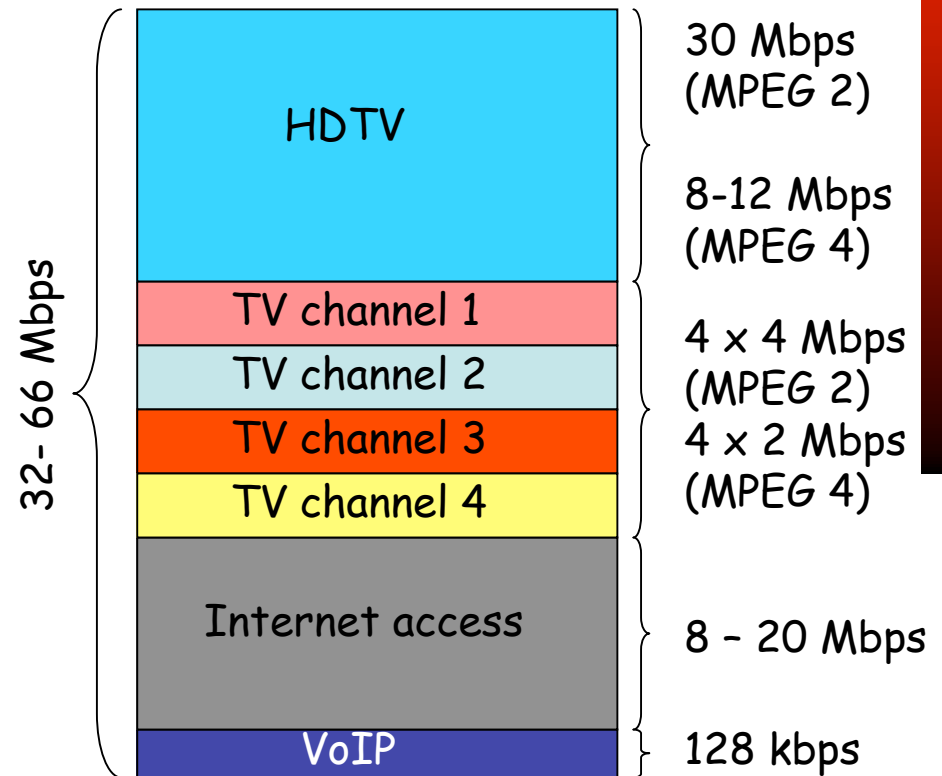 32- 66 Mbps
HDTV
TV channel 1
TV channel 2
TV channel 3
TV channel 4
Internet access
VoIP
30 Mbps
(MPEG 2)
8-12 Mbps
(MPEG 4)
4 x 4 Mbps
(MPEG 2)
4 x 2 Mbps
(MPEG 4)
8 – 20 Mbps
128 kbps